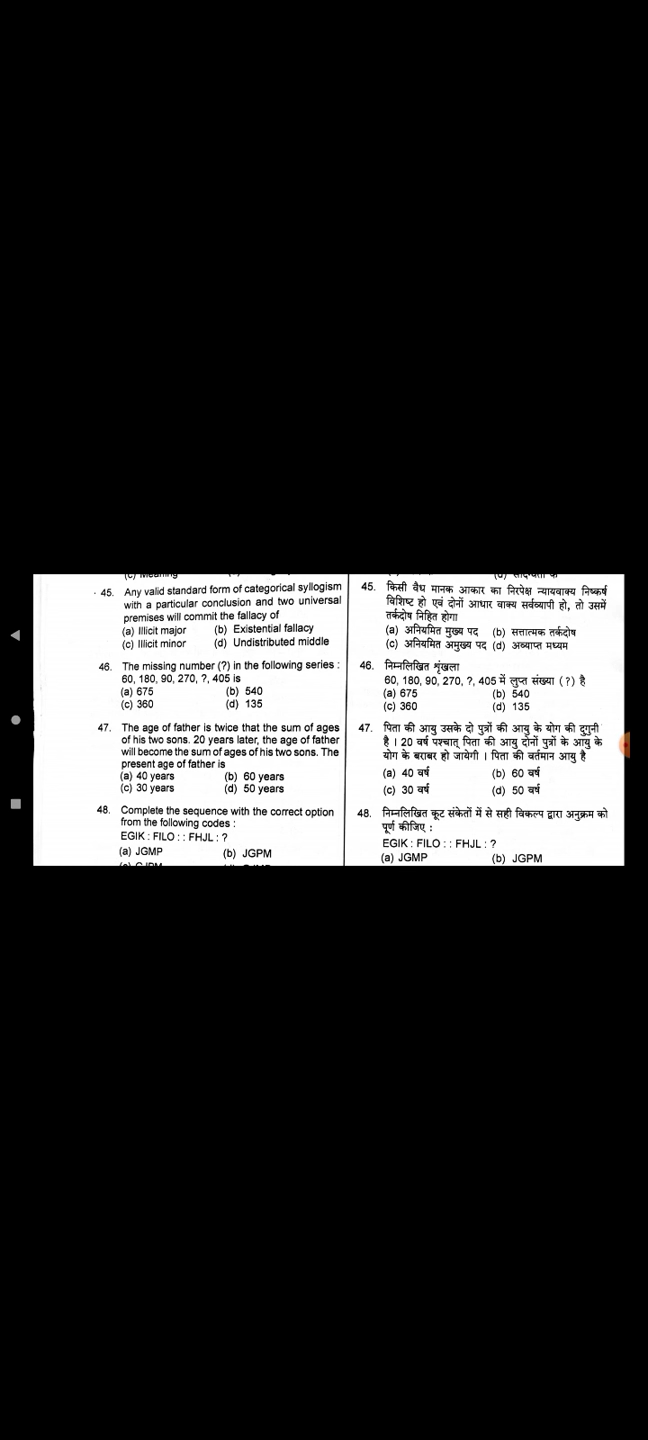 (c) Meaning
45. Any valid standard form of categorical syllogism
with a particular conclusion and two universal
premises will commit the fallacy of
(a) Illicit major (b) Existential fallacy
(c) Illicit minor (d) Undistributed middle
46. The missing number (?) in the following series :
60, 180, 90, 270, ?, 405 is
(a) 675 (b) 540
(c) 360 (d) 135
47. The age of father is twice that the sum of ages
of his two sons. 20 years later, the age of father
will become the sum of ages of his two sons. The
present age of father is
(a) 40 years (b) 60 years
(c) 30 years (d) 50 years
48. Complete the sequence with the correct option
from the following codes :
EGIK : FILO : : FHJL : ?
(a) JGMP (b) JGPM
45. किसी वैध मानक आकार का निरपेक्ष न्यायवाक्य निष्कर्ष
विशिष्ट हो एवं दोनों आधार वाक्य सर्वव्यापी हो, तो उसमें
तर्कदोष निहित होगा
(a) अनियमित मुख्य पद (b) सत्तात्मक तर्कदोष
(c) अनियमित अमुख्य पद (d) अव्याप्त मध्यम
46. निम्नलिखित शृंखला
60, 180, 90, 270, ?, 405 में लुप्त संख्या (?) है
(a) 675 (b) 540
(c) 360 (d) 135
47. पिता की आयु उसके दो पुत्रों की आयु के योग की दुगुनी
है । 20 वर्ष पश्चात् पिता की आयु दोनों पुत्रों के आयु के
योग के बराबर हो जायेगी । पिता की वर्तमान आयु है
(a) 40 वर्ष (b) 60 वर्ष
(c) 30 वर्ष (d) 50 वर्ष
48. निम्नलिखित कूट संकेतों में से सही विकल्प द्वारा अनुक्रम को
पूर्ण कीजिए :
EGIK : FILO : : FHJL : ?
(a) JGMP (b) JGPM